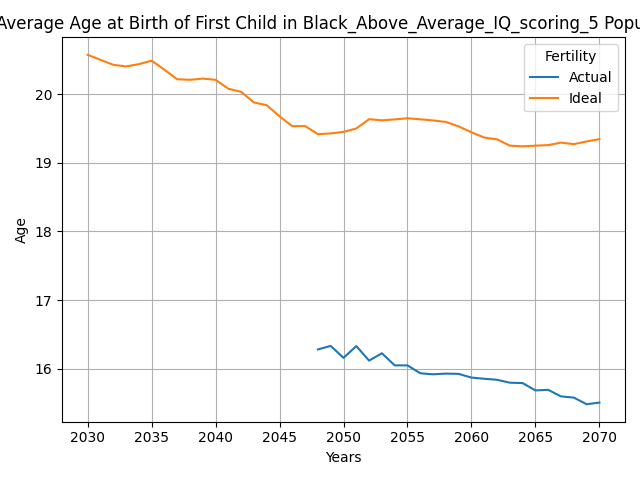 Average Age at Birth of First Child in Black_Above_Average_IQ_scoring_5
Fertility
Actual
Ideal
Age
20
19
18
17
16
2030 2035 2040 2045 2050 2055 2060 2065 2070
Years